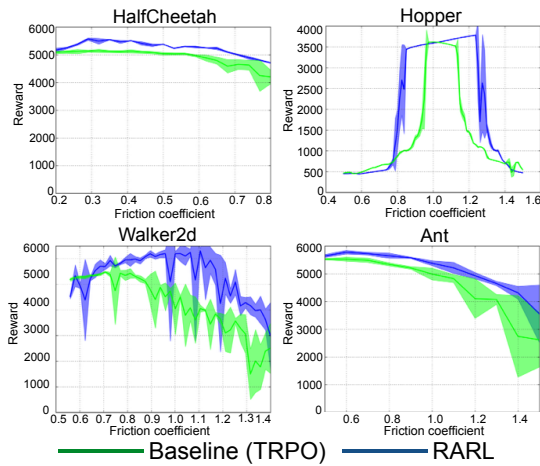 HalfCheetah
Reward
6000
5000
4000
3000
2000
1000
0
0.2 0.3 0.4 0.5 0.6 0.7 0.8
Friction coefficient
Hopper
Reward
4000
3500
3000
3500
2000
1500
1000
500
0
0.4 0.6 0.8 1.0 1.2 1.4 1.6
Friction coefficient
Walker2d
Reward
6000
5000
4000
3000
2000
1000
0
0.5 0.6 0.7 0.8 0.9 1.0 1.1 1.2 1.3 1.4
Friction coefficient
Ant
Reward
6000
5000
4000
3000
2000
1000
0
0.6 0.8 1.0 1.2 1.4
Friction coefficient
Baseline (TRPO) RARL